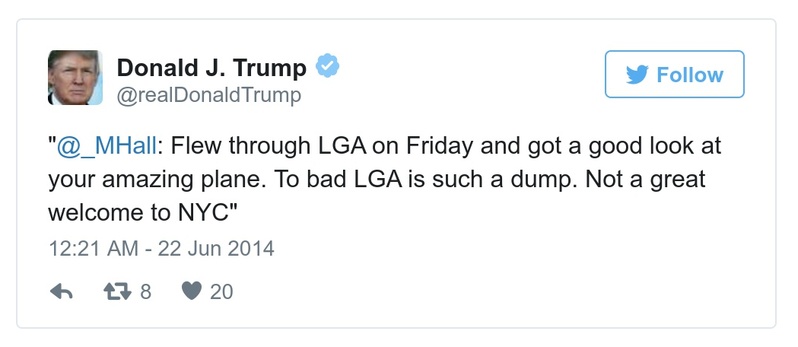 Donald J. Trump
@realDonaldTrump
Follow
"@_MHall: Flew through LGA on Friday and got a good look at
your amazing plane. To bad LGA is such a dump. Not a great
welcome to NYC"
12:21 AM - 22 Jun 2014
8 20